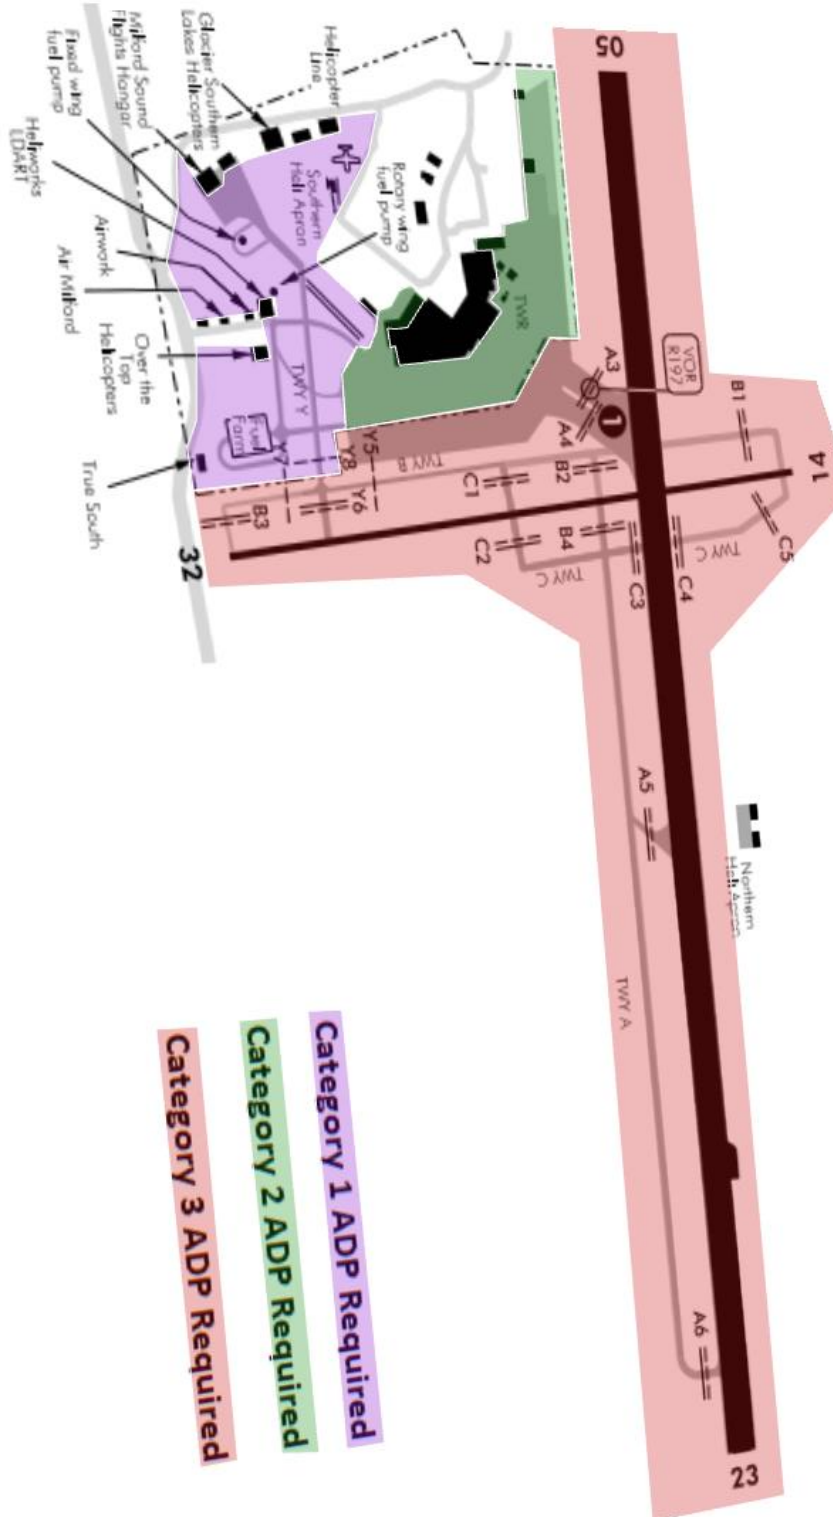 05
Helicopter
Line
Glacier Southern
Lakes Helicopters
Milford Sound
Flights Hangar
Fixed wing
fuel pump
Heliworks
LDART
Airwork
Air Milford
Over the
Top
Helicopters
True South
Southern
Heli Apron
Rotary wing
fuel pump
TWR
TWY Y
Fuel
Farm
Y7
Y8
Y5
Y6
TWY B
VOR
R197
A3
1
A4
B1
14
B2
C1
B3
32
C2
B4
TWY C
C3
C4
TWY C
C5
A5
Northern
Heli Apron
TWY A
A6
23
Category 1 ADP Required
Category 2 ADP Required
Category 3 ADP Required